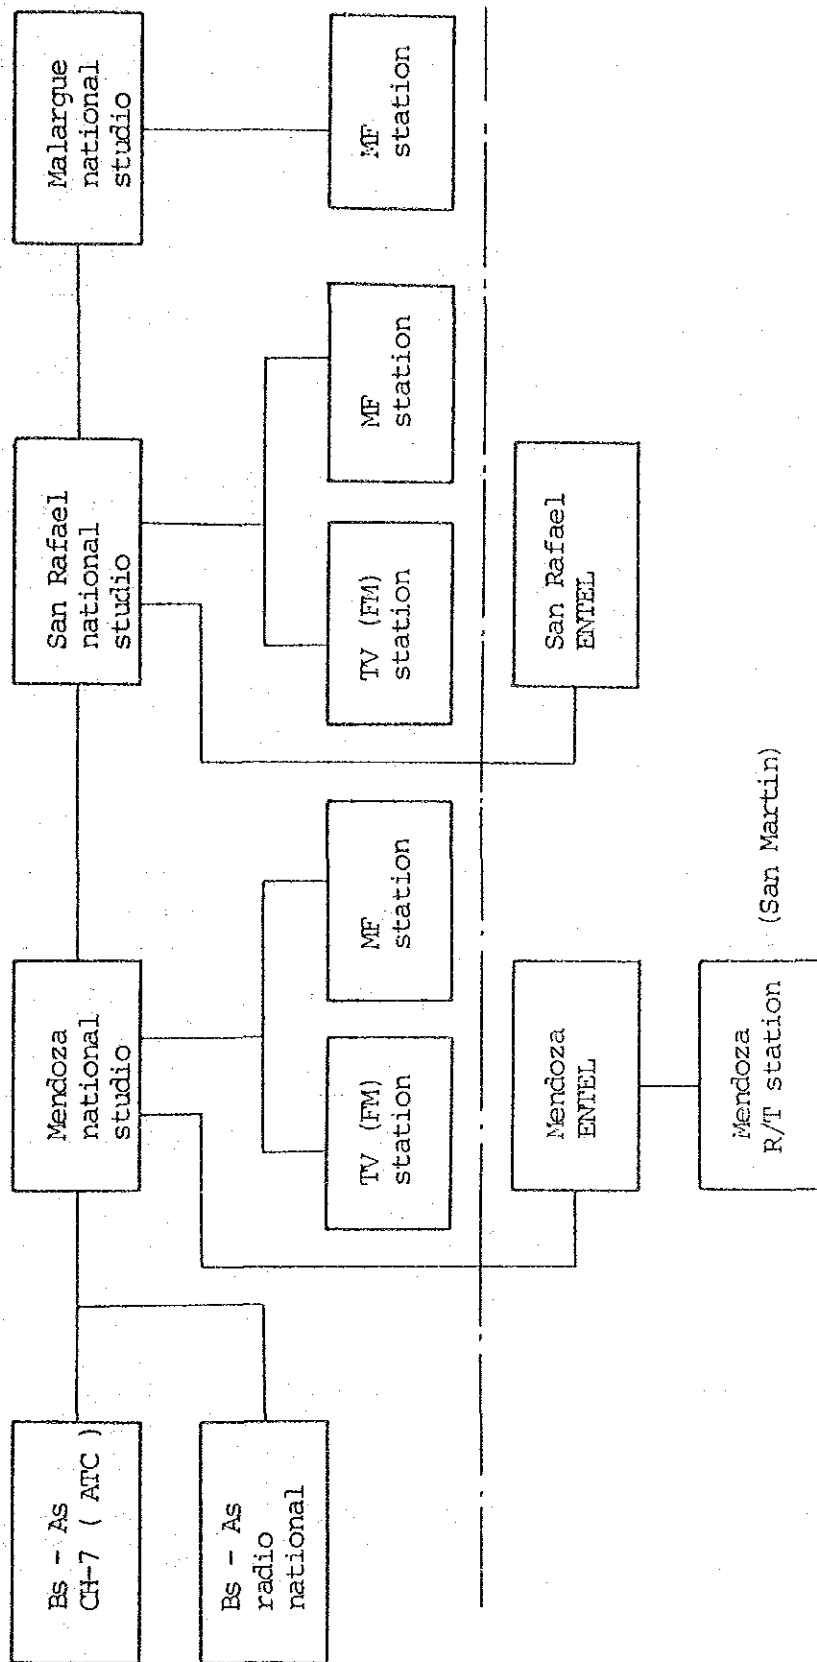 Bs - As
CH-7 ( ATC )
Mendoza
national
studio
San Rafael
national
studio
Malargue
national
studio
Bs - As
radio
national
TV (FM)
station
MF
station
TV (FM)
station
MF
station
MF
station
Mendoza
ENTEL
San Rafael
ENTEL
Mendoza
R/T station
(San Martin)